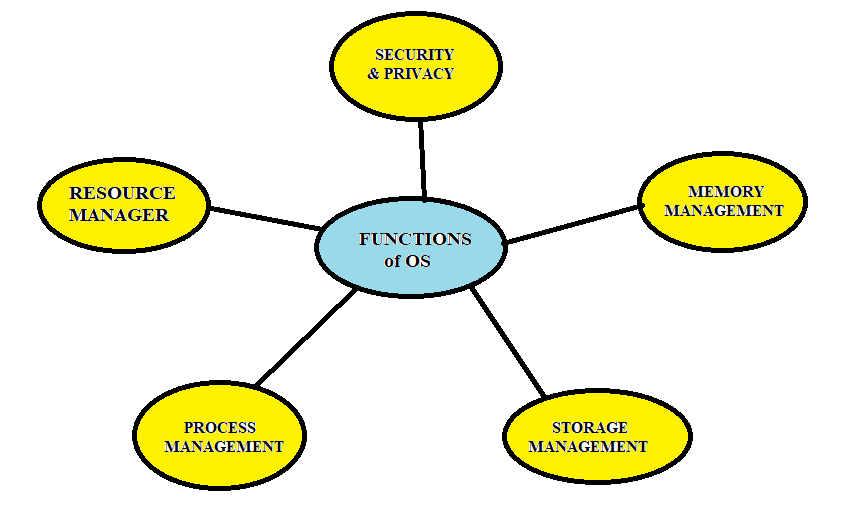 SECURITY
& PRIVACY
RESOURCE
MANAGER
MEMORY
MANAGEMENT
FUNCTIONS
of OS
PROCESS
MANAGEMENT
STORAGE
MANAGEMENT